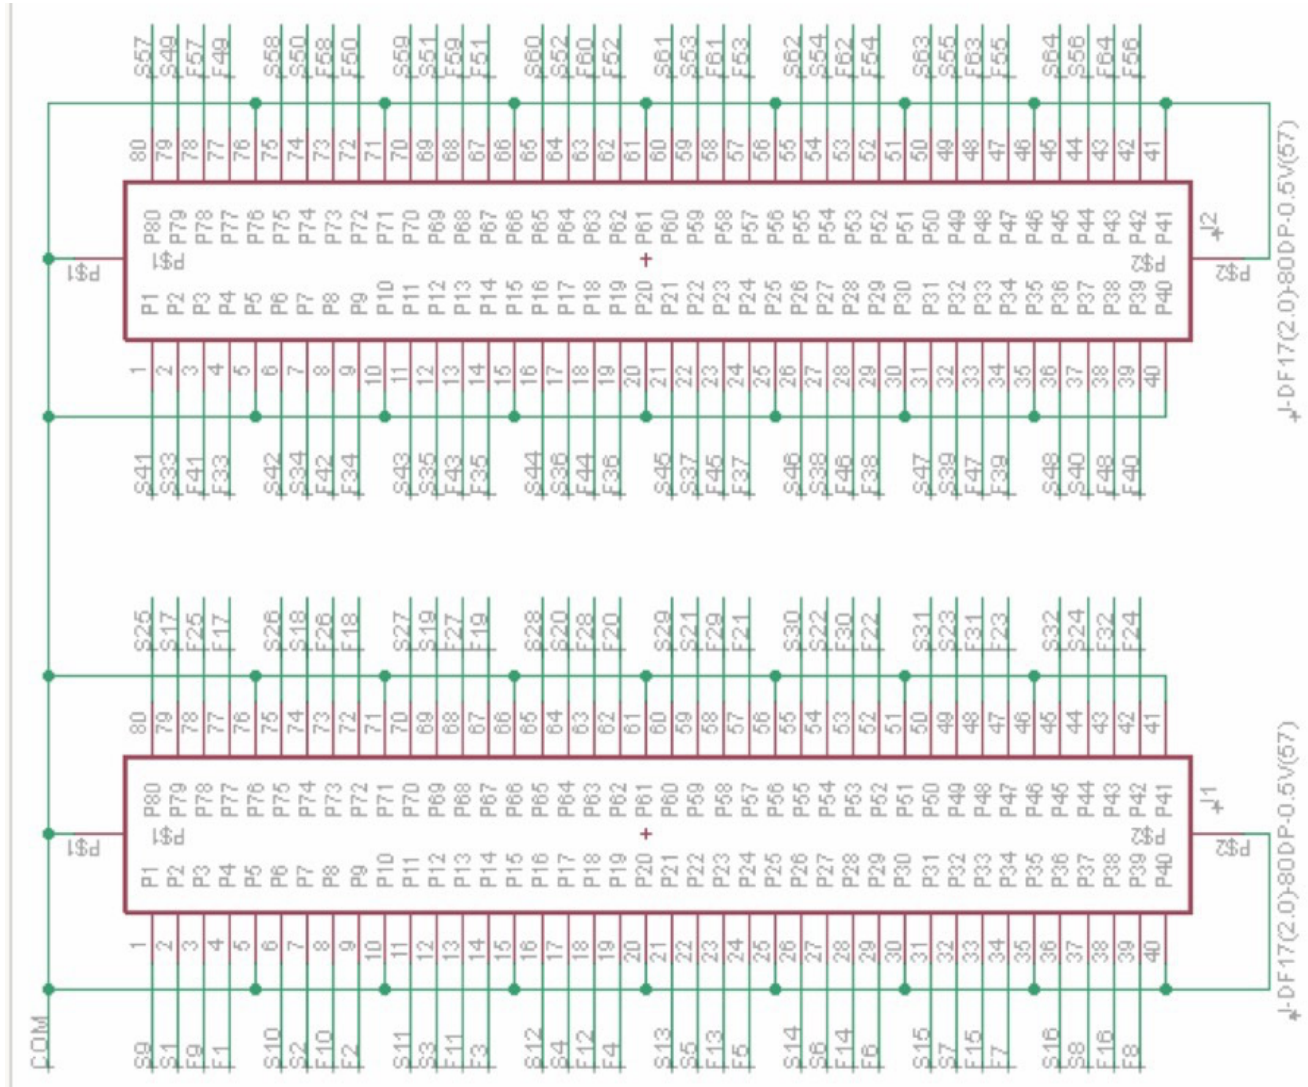 S57 S49 F57 F49 S58 S50 F58 F50 S59 S51 F59 F51 S60 S52 F60 F52 S61 S53 F61 F53 S62 S54 F62 F54 S63 S55 F63 F55 S64 S56 F64 F56
80 79 78 77 76 75 74 73 72 71 70 69 68 67 66 65 64 63 62 61 60 59 58 57 56 55 54 53 52 51 50 49 48 47 46 45 44 43 42 41
P80 P79 P78 P77 P76 P75 P74 P73 P72 P71 P70 P69 P68 P67 P66 P65 P64 P63 P62 P61 P60 P59 P58 P57 P56 P55 P54 P53 P52 P51 P50 P49 P48 P47 P46 P45 P44 P43 P42 P41
J2
P$1 P$1 P$2 P$2
P1 P2 P3 P4 P5 P6 P7 P8 P9 P10 P11 P12 P13 P14 P15 P16 P17 P18 P19 P20 P21 P22 P23 P24 P25 P26 P27 P28 P29 P30 P31 P32 P33 P34 P35 P36 P37 P38 P39 P40
1 2 3 4 5 6 7 8 9 10 11 12 13 14 15 16 17 18 19 20 21 22 23 24 25 26 27 28 29 30 31 32 33 34 35 36 37 38 39 40
J-DF17(2.0)-80DP-0.5V(57)
S41 S33 F41 F33 S42 S34 F42 F34 S43 S35 F43 F35 S44 S36 F44 F36 S45 S37 F45 F37 S46 S38 F46 F38 S47 S39 F47 F39 S48 S40 F48 F40
S25 S17 F25 F17 S26 S18 F26 F18 S27 S19 F27 F19 S28 S20 F28 F20 S29 S21 F29 F21 S30 S22 F30 F22 S31 S23 F31 F23 S32 S24 F32 F24
80 79 78 77 76 75 74 73 72 71 70 69 68 67 66 65 64 63 62 61 60 59 58 57 56 55 54 53 52 51 50 49 48 47 46 45 44 43 42 41
P80 P79 P78 P77 P76 P75 P74 P73 P72 P71 P70 P69 P68 P67 P66 P65 P64 P63 P62 P61 P60 P59 P58 P57 P56 P55 P54 P53 P52 P51 P50 P49 P48 P47 P46 P45 P44 P43 P42 P41
J1
P$1 P$1 P$2 P$2
P1 P2 P3 P4 P5 P6 P7 P8 P9 P10 P11 P12 P13 P14 P15 P16 P17 P18 P19 P20 P21 P22 P23 P24 P25 P26 P27 P28 P29 P30 P31 P32 P33 P34 P35 P36 P37 P38 P39 P40
1 2 3 4 5 6 7 8 9 10 11 12 13 14 15 16 17 18 19 20 21 22 23 24 25 26 27 28 29 30 31 32 33 34 35 36 37 38 39 40
J-DF17(2.0)-80DP-0.5V(57)
COM
S9 S1 F9 F1 S10 S2 F10 F2 S11 S3 F11 F3 S12 S4 F12 F4 S13 S5 F13 F5 S14 S6 F14 F6 S15 S7 F15 F7 S16 S8 F16 F8